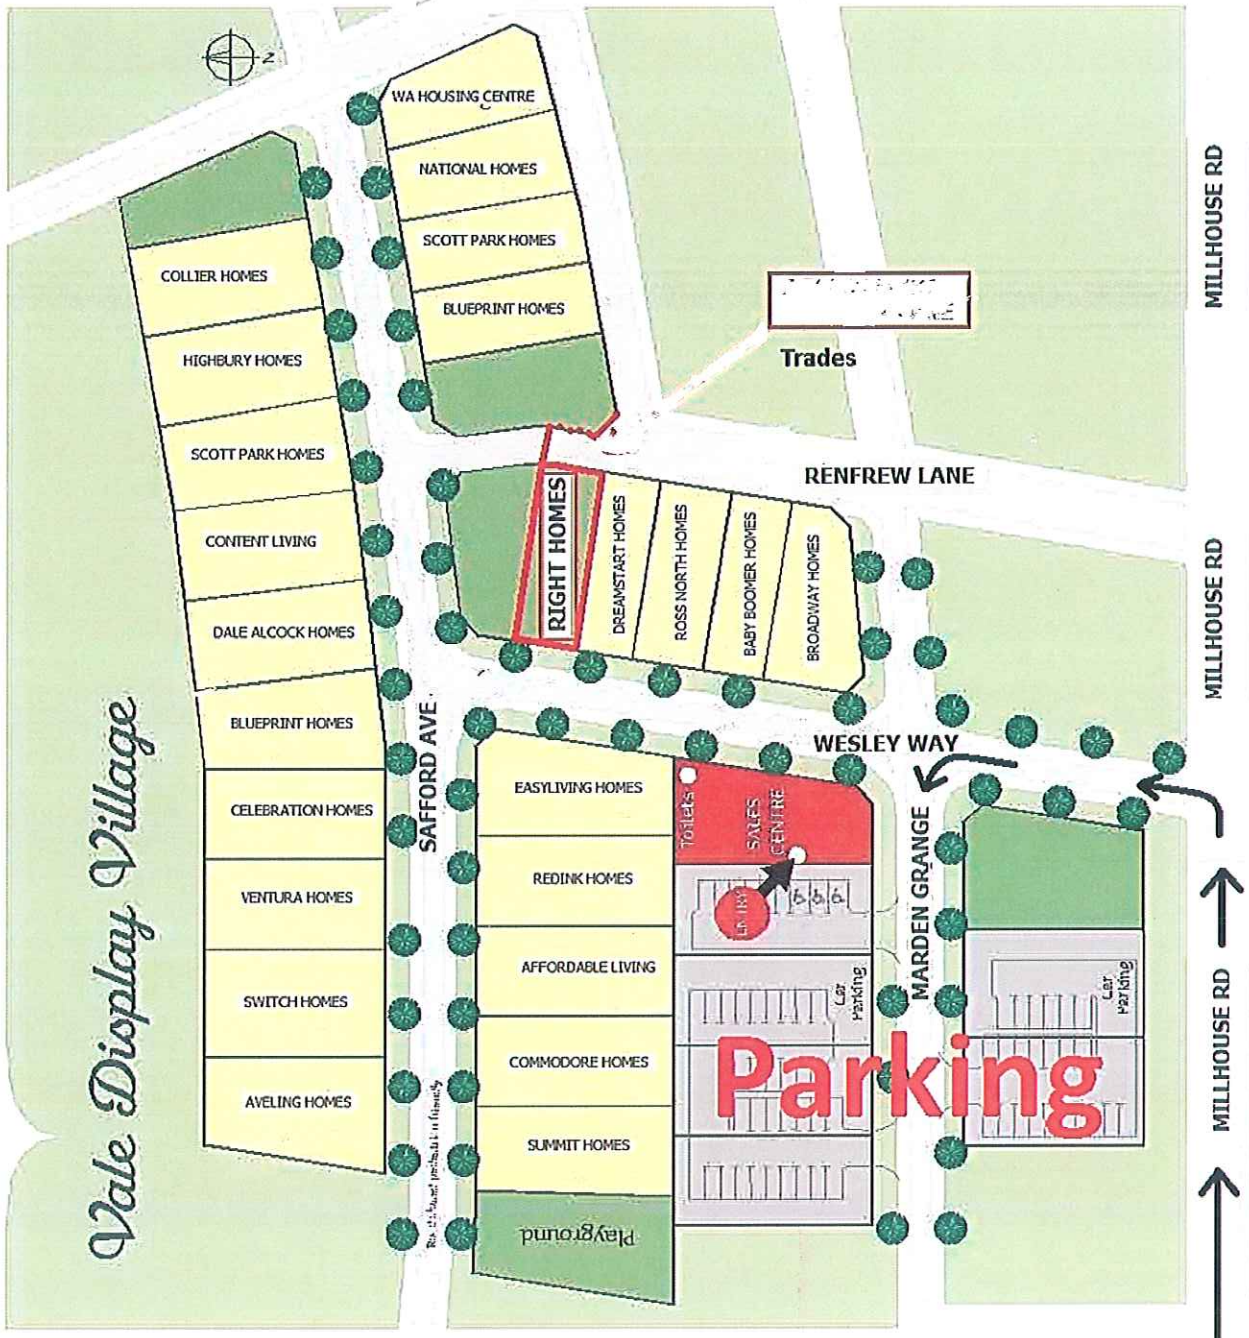 Z
WA HOUSING CENTRE
NATIONAL HOMES
SCOTT PARK HOMES
BLUEPRINT HOMES
COLLIER HOMES
HIGHBURY HOMES
SCOTT PARK HOMES
CONTENT LIVING
DALE ALCOCK HOMES
BLUEPRINT HOMES
CELEBRATION HOMES
VENTURA HOMES
SWITCH HOMES
AVELING HOMES
Trades
RENFREW LANE
RIGHT HOMES
DREAMSTART HOMES
ROSS NORTH HOMES
BABY BOOMER HOMES
BROADWAY HOMES
MILLHOUSE RD
MILLHOUSE RD
MILLHOUSE RD
Vale Display Village
SAFFORD AVE
WESLEY WAY
MARDEN GRANGE
EASYLIVING HOMES
REDINK HOMES
AFFORDABLE LIVING
COMMODORE HOMES
SUMMIT HOMES
Playground
Toilets
SALES
CENTRE
ENTRY
Car
Parking
Car
Parking
Parking